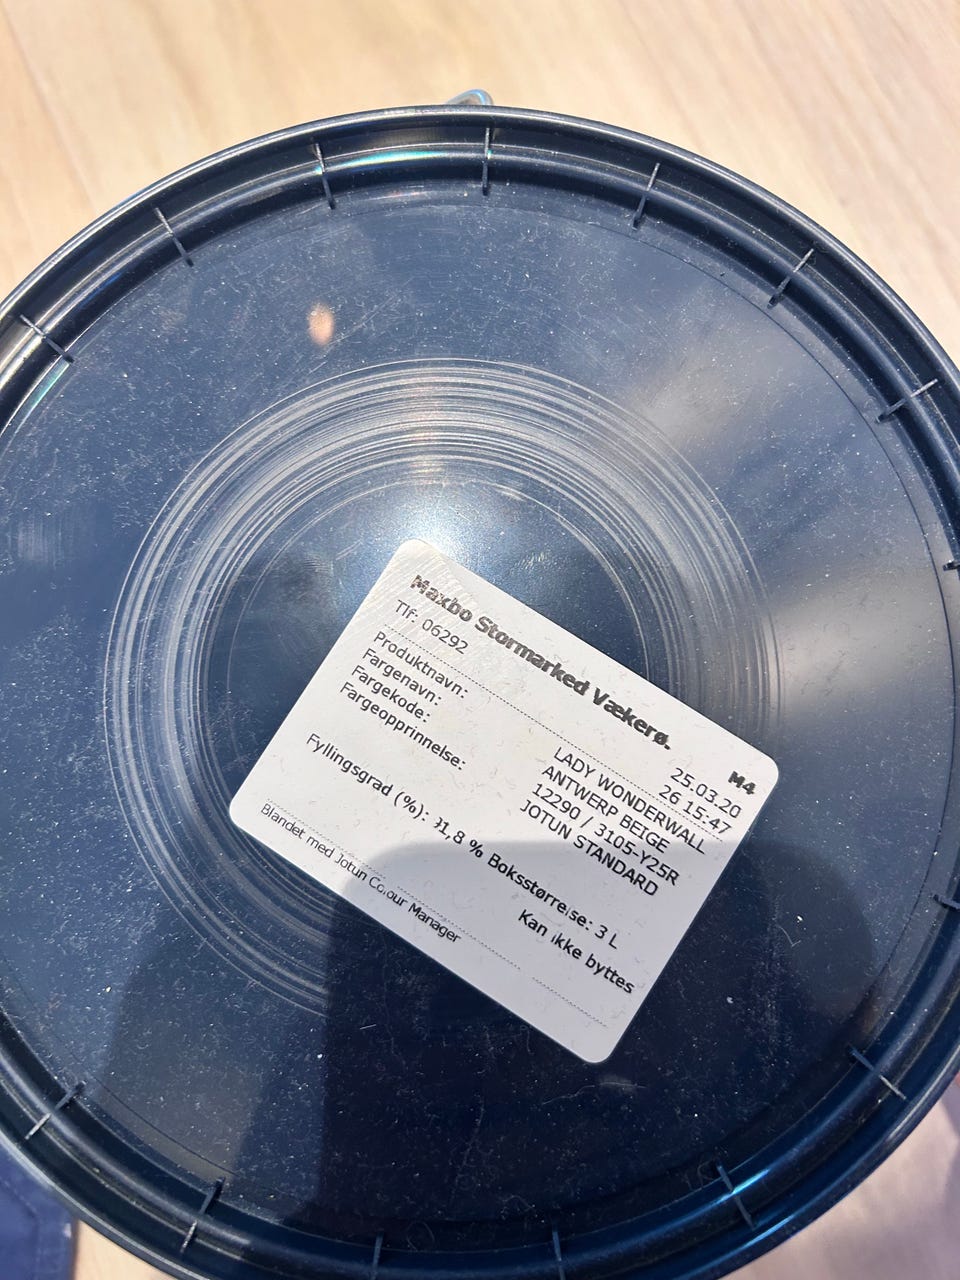 Maxbo Stormarked Vækerø.
M4
Tlf: 06292
25.03.20
26 15:47
Produktnavn: LADY WONDERWALL
Fargenavn: ANTWERP BEIGE
Fargekode: 12290 / 3105-Y25R
Fargeopprinnelse: JOTUN STANDARD
Fyllingsgrad (%): %  Boksstørrelse: 3 L
Kan ikke byttes
Blandet med Jotun Colour Manager